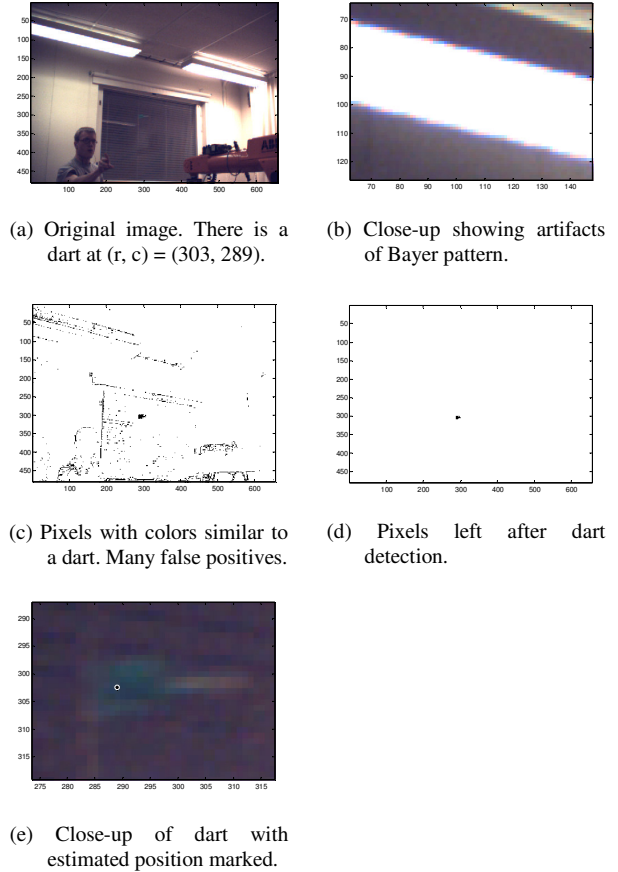 50
100
150
200
250
300
350
400
450
100 200 300 400 500 600
(a) Original image. There is a
dart at (r, c) = (303, 289).
70
80
90
100
110
120
70 80 90 100 110 120 130 140
(b) Close-up showing artifacts
of Bayer pattern.
50
100
150
200
250
300
350
400
450
100 200 300 400 500 600
(c) Pixels with colors similar to
a dart. Many false positives.
50
100
150
200
250
300
350
400
450
100 200 300 400 500 600
(d) Pixels left after dart
detection.
290
295
300
305
310
315
275 280 285 290 295 300 305 310 315
(e) Close-up of dart with
estimated position marked.